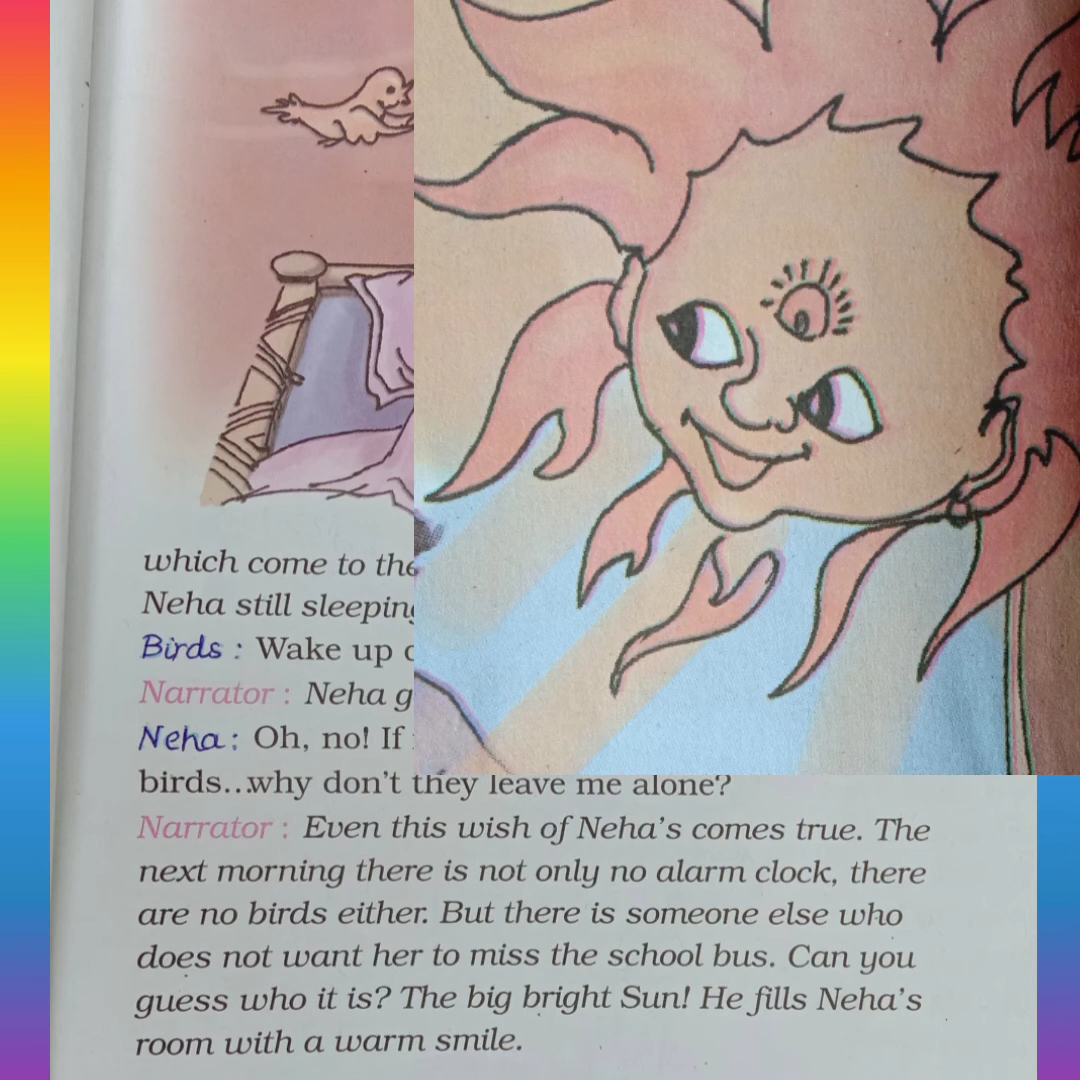 which come to the
Neha still sleeping
Birds : Wake up
Narrator : Neha
Neha : Oh, no! If
birds...why don't they leave me alone?
Narrator : Even this wish of Neha's comes true. The
next morning there is not only no alarm clock, there
are no birds either. But there is someone else who
does not want her to miss the school bus. Can you
guess who it is? The big bright Sun! He fills Neha's
room with a warm smile.